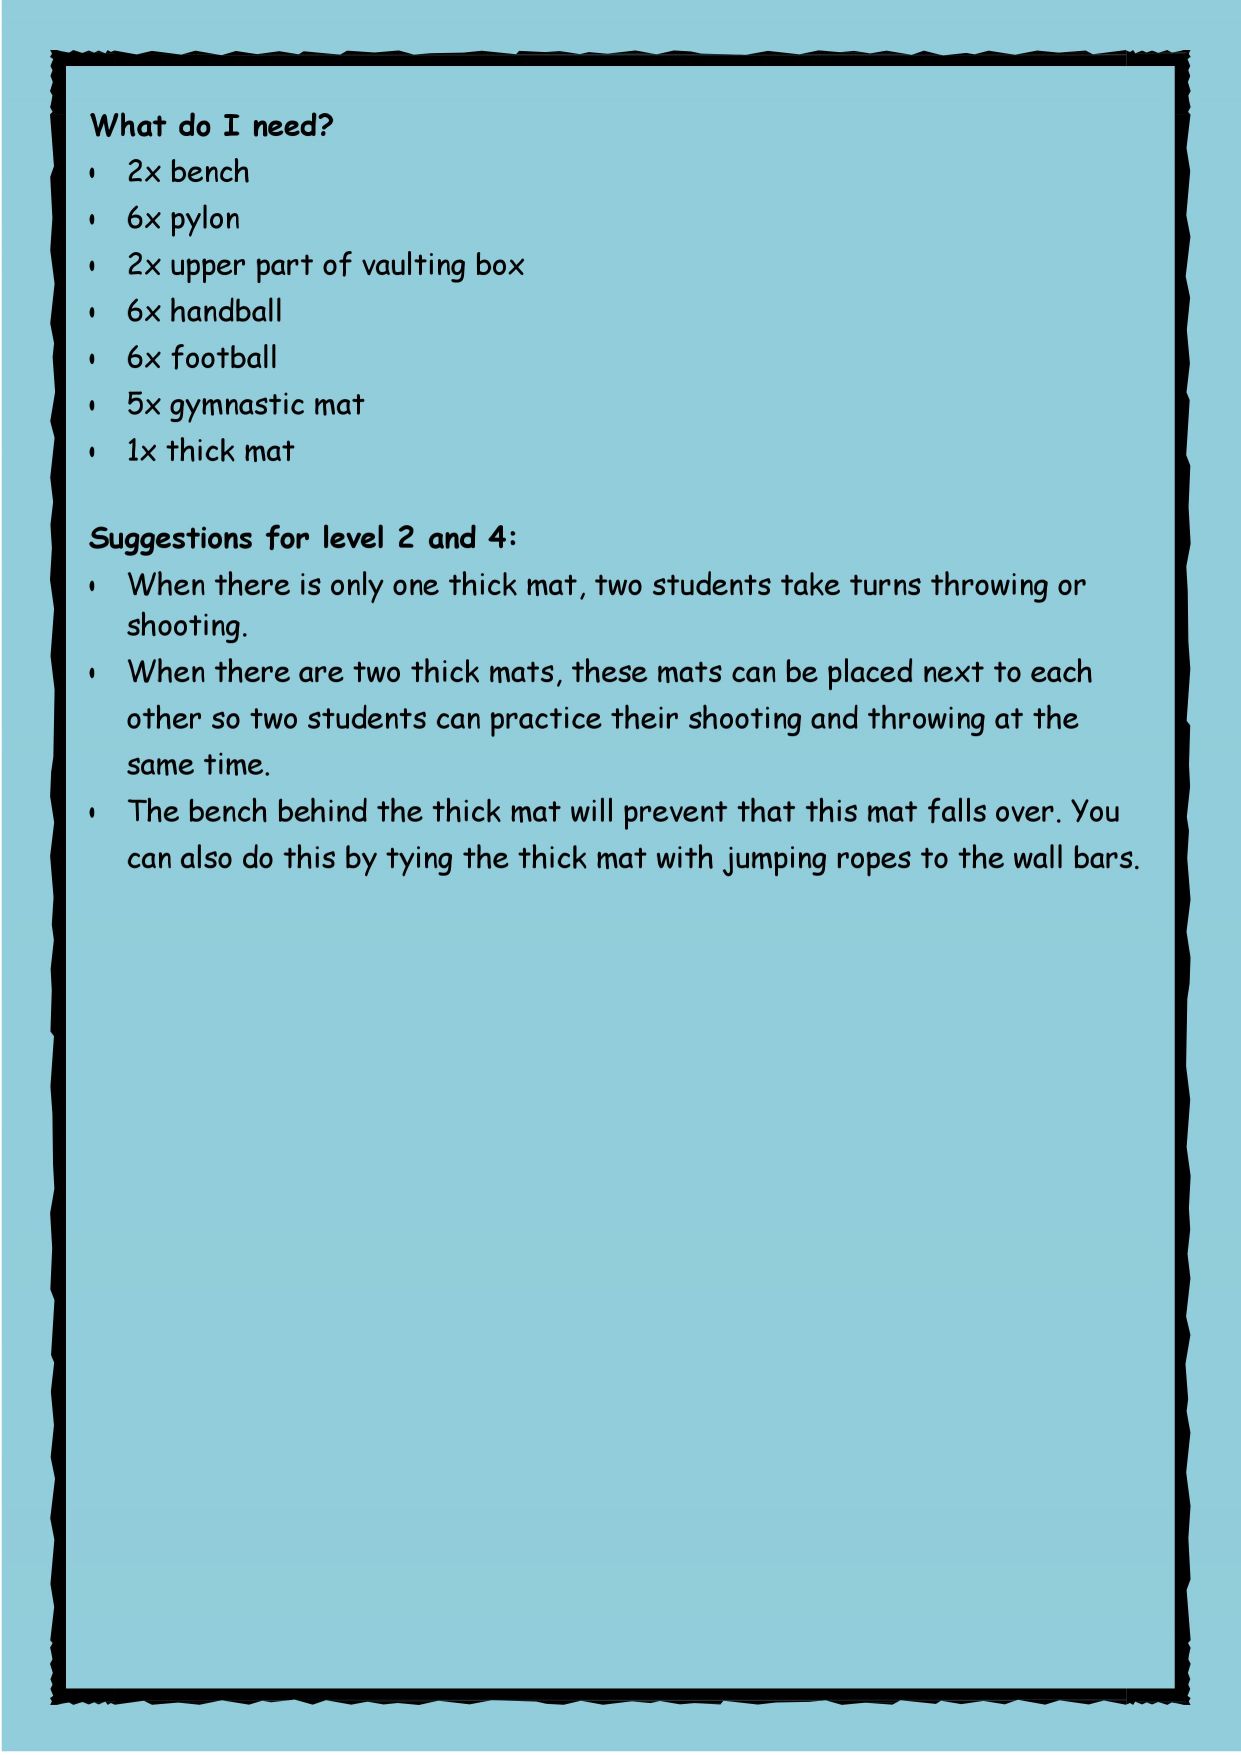 What do I need?
• 2x bench
• 6x pylon
• 2x upper part of vaulting box
• 6x handball
• 6x football
• 5x gymnastic mat
• 1x thick mat
Suggestions for level 2 and 4:
• When there is only one thick mat, two students take turns throwing or
shooting.
• When there are two thick mats, these mats can be placed next to each
other so two students can practice their shooting and throwing at the
same time.
• The bench behind the thick mat will prevent that this mat falls over. You
can also do this by tying the thick mat with jumping ropes to the wall bars.